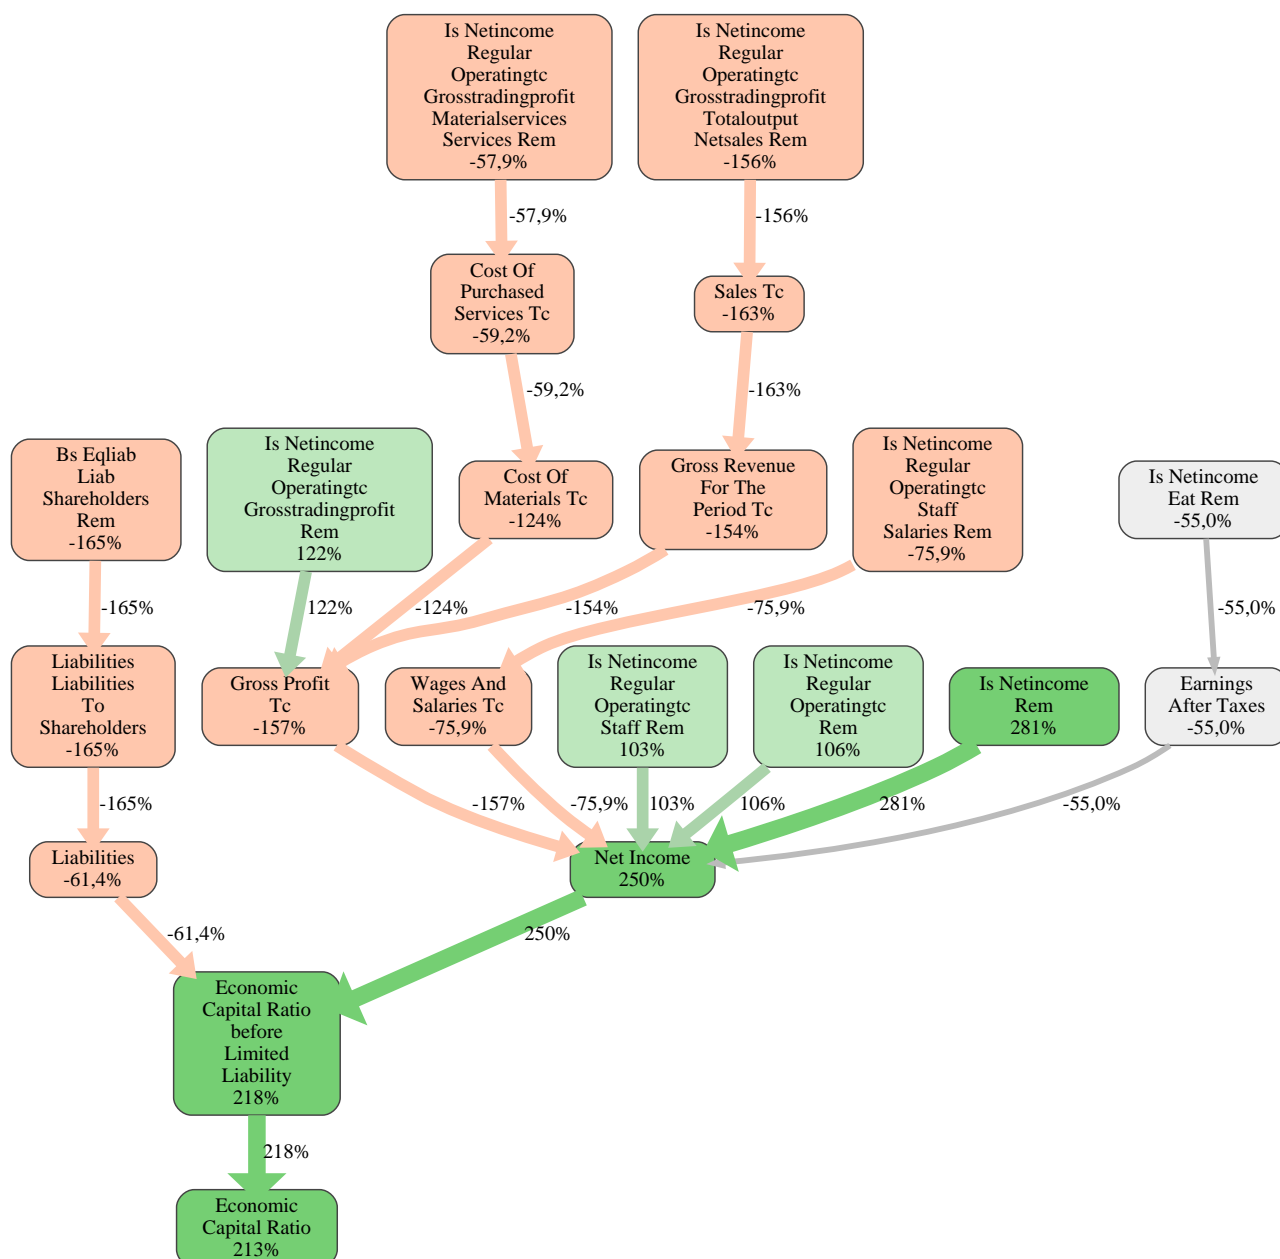 Is Netincome
Regular
Operatingtc
Grosstradingprofit
Materialservices
Services Rem
-57,9%
Is Netincome
Regular
Operatingtc
Grosstradingprofit
Totaloutput
Netsales Rem
-156%
-57,9%
-156%
Cost Of
Purchased
Services Tc
-59,2%
Sales Tc
-163%
-59,2%
-163%
Bs Eqliab
Liab
Shareholders
Rem
-165%
Is Netincome
Regular
Operatingtc
Grosstradingprofit
Rem
122%
Cost Of
Materials Tc
-124%
Gross Revenue
For The
Period Tc
-154%
Is Netincome
Regular
Operatingtc
Staff
Salaries Rem
-75,9%
Is Netincome
Eat Rem
-55,0%
-165%
122%
-124%
-154%
-75,9%
-55,0%
Liabilities
Liabilities
To
Shareholders
-165%
Gross Profit
Tc
-157%
Wages And
Salaries Tc
-75,9%
Is Netincome
Regular
Operatingtc
Staff Rem
103%
Is Netincome
Regular
Operatingtc
Rem
106%
Is Netincome
Rem
281%
Earnings
After Taxes
-55,0%
-165%
-157%
-75,9%
103%
106%
281%
-55,0%
Liabilities
-61,4%
Net Income
250%
-61,4%
250%
Economic
Capital Ratio
before
Limited
Liability
218%
218%
Economic
Capital Ratio
213%